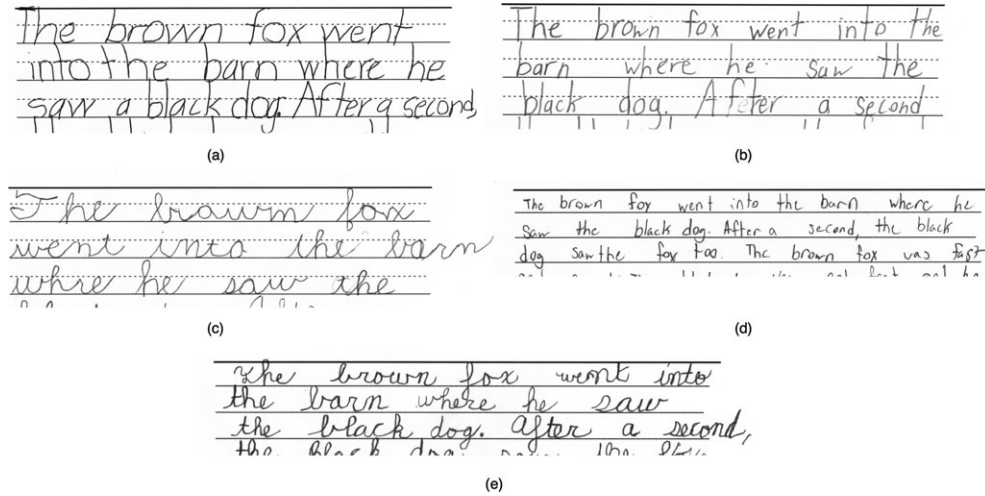 The brown fox went
into the barn where he
saw a black dog. After a second,
(a)
The brown fox went into the
barn where he saw the
black dog. After a second
(b)
The brown fox
went into the barn
whre he saw the
(c)
The brown fox went into the barn where he
saw the black dog. After a second, the black
dog saw the fox too. The brown fox was fast
(d)
The brown fox went into
the barn where he saw
the black dog. After a second,
(e)